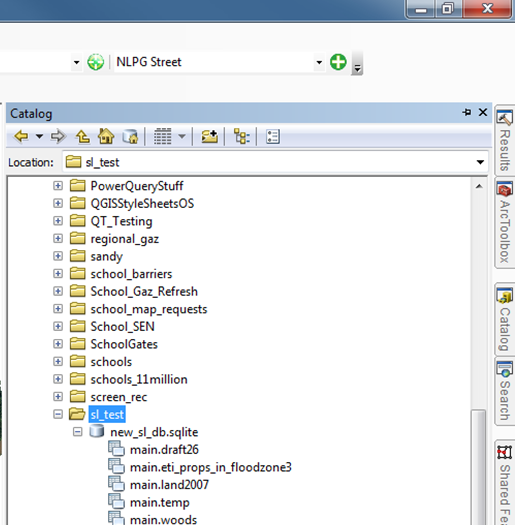 NLPG Street
Catalog
Location: sl_test
PowerQueryStuff
QGISStyleSheetsOS
QT_Testing
regional_gaz
sandy
school_barriers
School_Gaz_Refresh
school_map_requests
School_SEN
SchoolGates
schools
schools_11million
screen_rec
sl_test
new_sl_db.sqlite
main.draft26
main.eti_props_in_floodzone3
main.land2007
main.temp
main.woods
Results
ArcToolbox
Catalog
Search
Shared Fe